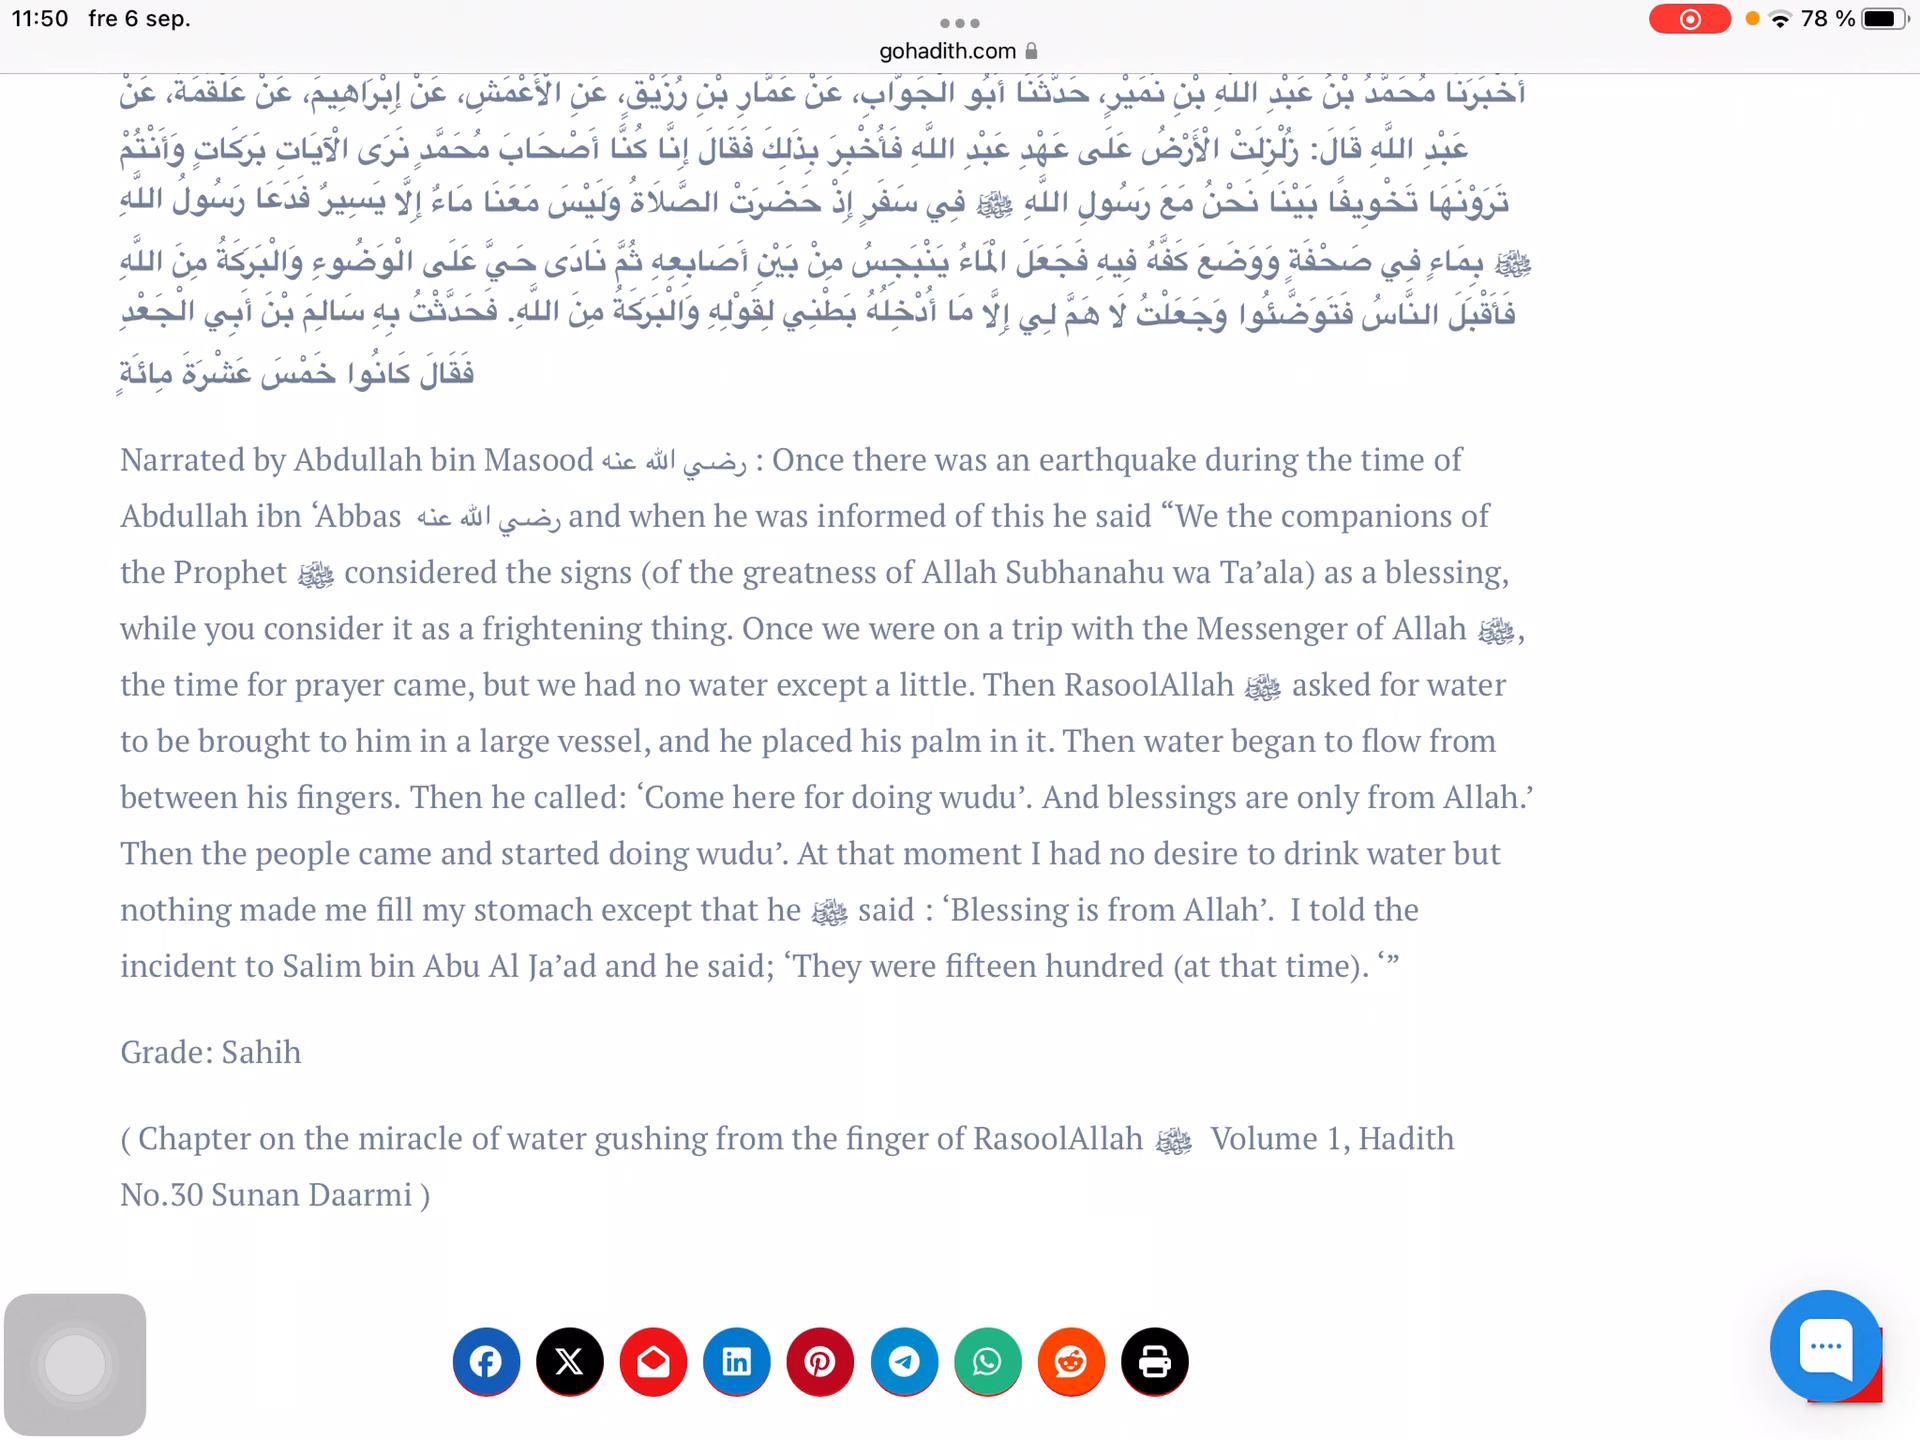 11:50 fre 6 sep.
78 %
gohadith.com
أَخْبَرَنَا مُحَمَّدُ بْنُ عَبْدِ اللهِ بْنِ نُمَيْرٍ، حَدَّثَنَا أَبُو الْجَوَّابِ، عَنْ عَمَّارِ بْنِ رُزَيْقٍ، عَنِ الْأَعْمَشِ، عَنْ إِبْرَاهِيمَ، عَنْ عَلْقَمَةَ، عَنْ
عَبْدِ اللَّهِ قَالَ: زُلْزِلَتْ الْأَرْضُ عَلَى عَهْدِ عَبْدِ اللَّهِ فَأُخْبِرَ بِذَلِكَ فَقَالَ إِنَّا كُنَّا أَصْحَابَ مُحَمَّدٍ نَرَى الْآيَاتِ بَرَكَاتٍ وَأَنْتُمْ
تَرَوْنَهَا تَخْوِيفًا بَيْنَا نَحْنُ مَعَ رَسُولِ اللَّهِ ﷺ فِي سَفَرٍ إِذْ حَضَرَتْ الصَّلَاةُ وَلَيْسَ مَعَنَا مَاءٌ إِلَّا يَسِيرٌ فَدَعَا رَسُولُ اللَّهِ
ﷺ بِمَاءٍ فِي صَحْفَةٍ وَوَضَعَ كَفَّهُ فِيهِ فَجَعَلَ الْمَاءُ يَنْبَجِسُ مِنْ بَيْنِ أَصَابِعِهِ ثُمَّ نَادَى حَيَّ عَلَى الْوَضُوءِ وَالْبَرَكَةُ مِنَ اللَّهِ
فَأَقْبَلَ النَّاسُ فَتَوَضَّئُوا وَجَعَلْتُ لَا هَمَّ لِي إِلَّا مَا أُدْخِلُهُ بَطْنِي لِقَوْلِهِ وَالْبَرَكَةُ مِنَ اللَّهِ. فَحَدَّثْتُ بِهِ سَالِمَ بْنَ أَبِي الْجَعْدِ
فَقَالَ كَانُوا خَمْسَ عَشْرَةَ مِائَةٍ
Narrated by Abdullah bin Masood رضي الله عنه : Once there was an earthquake during the time of
Abdullah ibn ‘Abbas رضي الله عنه and when he was informed of this he said “We the companions of
the Prophet ﷺ considered the signs (of the greatness of Allah Subhanahu wa Ta’ala) as a blessing,
while you consider it as a frightening thing. Once we were on a trip with the Messenger of Allah ﷺ,
the time for prayer came, but we had no water except a little. Then RasoolAllah ﷺ asked for water
to be brought to him in a large vessel, and he placed his palm in it. Then water began to flow from
between his fingers. Then he called: ‘Come here for doing wudu’. And blessings are only from Allah.’
Then the people came and started doing wudu’. At that moment I had no desire to drink water but
nothing made me fill my stomach except that he ﷺ said : ‘Blessing is from Allah’. I told the
incident to Salim bin Abu Al Ja’ad and he said; ‘They were fifteen hundred (at that time). ‘”
Grade: Sahih
( Chapter on the miracle of water gushing from the finger of RasoolAllah ﷺ Volume 1, Hadith
No.30 Sunan Daarmi )